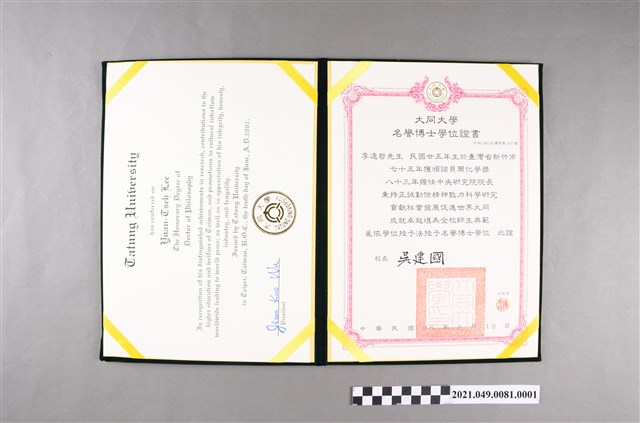 Tatung University
has conferred on
Yuan-Tseh Lee
The Honorary Degree of
Doctor of Philosophy
In recognition of his distinguished achievements in research, contributions to the
higher education and welfare of Taiwan, and promotions in cultural interflow
worldwide leading to world peace; as well as in appreciation of his integrity, honesty,
industry, and frugality.
Issued by Tatung University
in Taipei, Taiwan, R.O.C., the tenth day of June, A.D.
President
大同大學
名譽博士學位證書
李遠哲先生 民國廿五年生於臺灣省新竹市
七十五年獲頒諾貝爾化學獎
八十三年擔任中央研究院院長
秉持正誠勤儉精神致力科學研究
貢獻社會發展促進世界大同
成就卓越堪為全校師生表範
爰依學位授予法授予名譽博士學位 此證
校長 吳建國
中華民國
月 10 日
2021.049.0081.0001